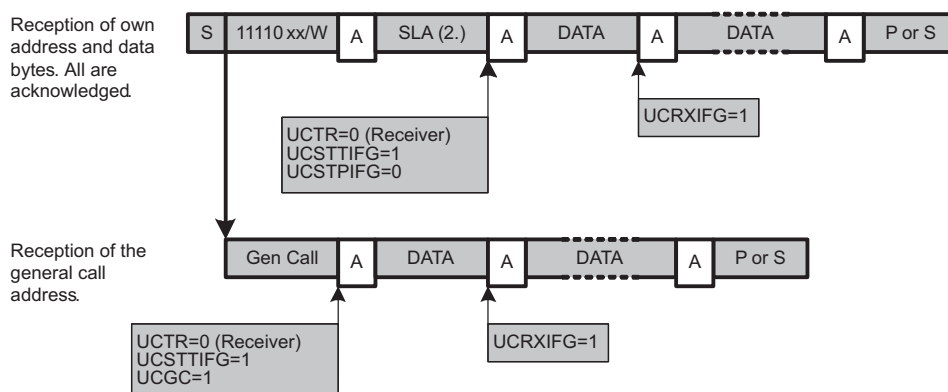 Reception of own
address and data
bytes. All are
acknowledged.
S 11110 xx/W A SLA (2.) A DATA A DATA A P or S
UCTR=0 (Receiver)
UCSTTIFG=1
UCSTPIFG=0
UCRXIFG=1
Reception of the
general call
address.
Gen Call A DATA A DATA A P or S
UCTR=0 (Receiver)
UCSTTIFG=1
UCGC=1
UCRXIFG=1